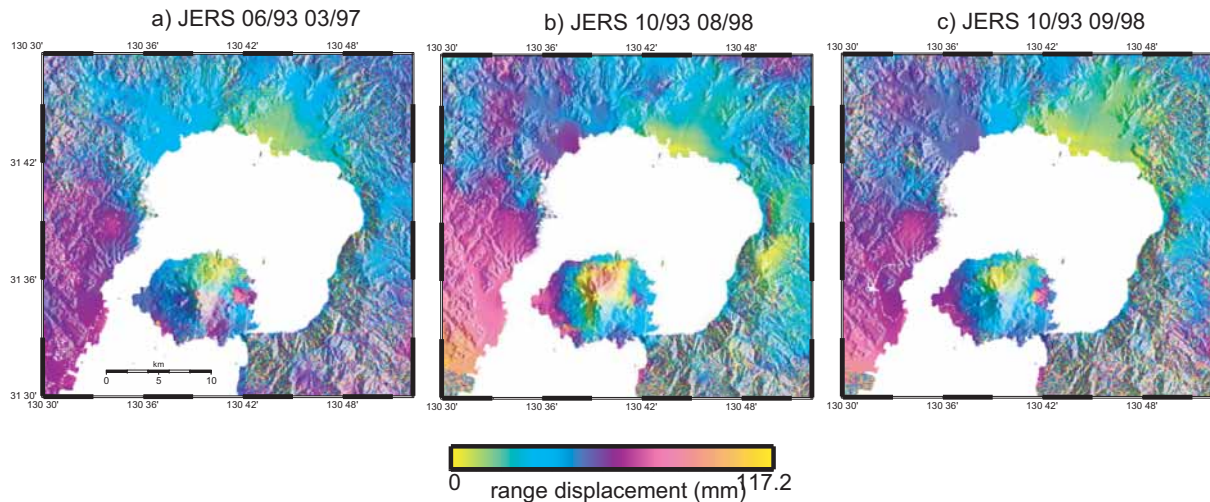 a) JERS 06/93 03/97
b) JERS 10/93 08/98
c) JERS 10/93 09/98
130 30' 130 36' 130 42' 130 48'
130 30' 130 36' 130 42' 130 48'
130 30' 130 36' 130 42' 130 48'
31 42'
31 36'
31 30'
km
0 5 10
130 30' 130 36' 130 42' 130 48'
130 30' 130 36' 130 42' 130 48'
130 30' 130 36' 130 42' 130 48'
0 117.2
range displacement (mm)